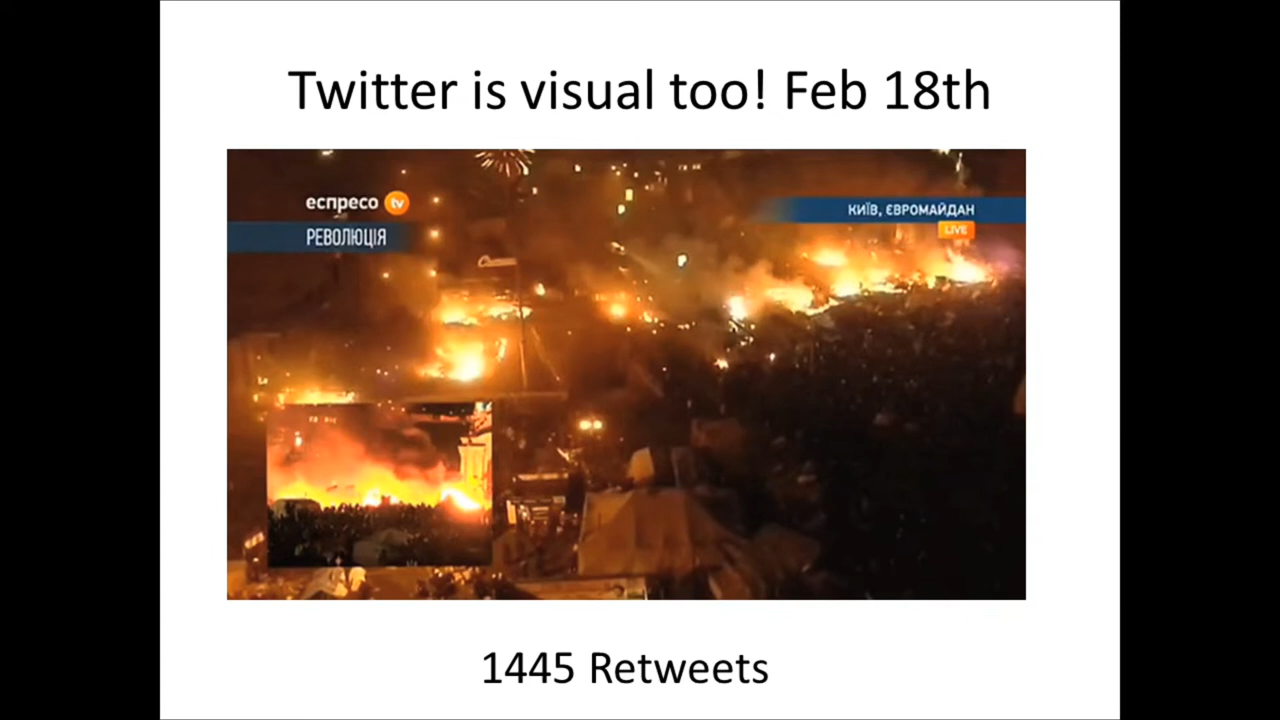 Twitter is visual too! Feb 18th
еспресо tv
РЕВОЛЮЦІЯ
КИЇВ, ЄВРОМАЙДАН
LIVE
1445 Retweets